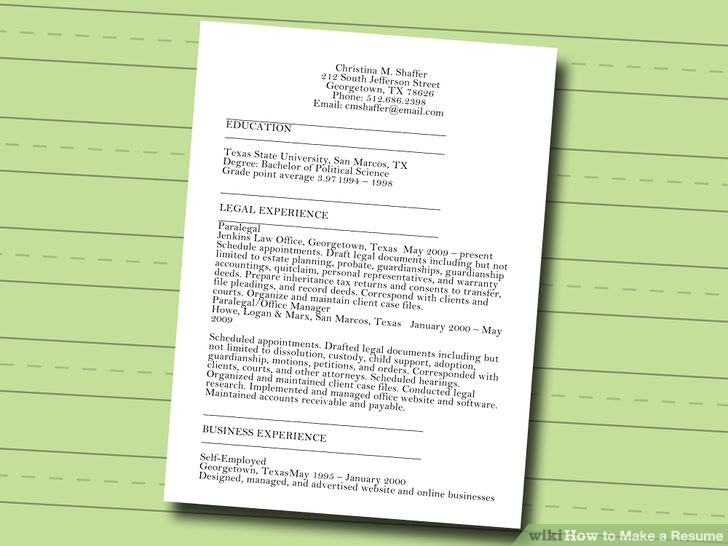 Christina M. Shaffer
212 South Jefferson Street
Georgetown, TX 78626
Phone: 512.686.2398
Email: cmshaffer@email.com
EDUCATION
Texas State University, San Marcos, TX
Degree: Bachelor of Political Science
Grade point average 3.97 1994 – 1998
LEGAL EXPERIENCE
Paralegal
Jenkins Law Office, Georgetown, Texas May 2009 – present
Schedule appointments. Draft legal documents including but not
limited to estate planning, probate, guardianships, guardianship
accountings, quitclaim, personal representatives, and warranty
deeds. Prepare inheritance tax returns and consents to transfer,
file pleadings, and record deeds. Correspond with clients and
courts. Organize and maintain client case files.
Paralegal/Office Manager
Howe, Logan & Marx, San Marcos, Texas January 2000 – May
2009
Scheduled appointments. Drafted legal documents including but
not limited to dissolution, custody, child support, adoption,
guardianship, motions, petitions, and orders. Corresponded with
clients, courts, and other attorneys. Scheduled hearings.
Organized and maintained client case files. Conducted legal
research. Implemented and managed office website and software.
Maintained accounts receivable and payable.
BUSINESS EXPERIENCE
Self-Employed
Georgetown, TexasMay 1995 – January 2000
Designed, managed, and advertised website and online businesses
wikiHow to Make a Resume